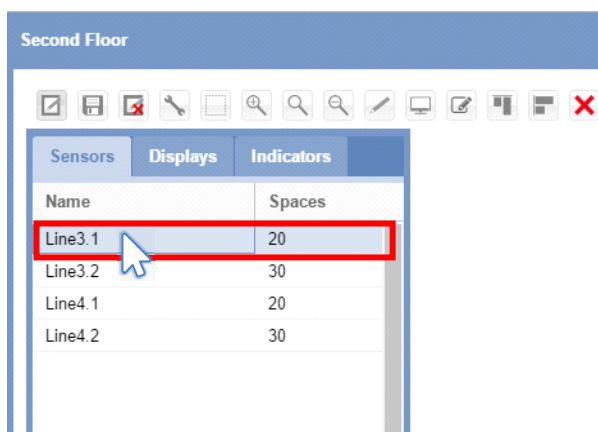 Second Floor
Sensors Displays Indicators
Name Spaces
Line3.1 20
Line3.2 30
Line4.1 20
Line4.2 30